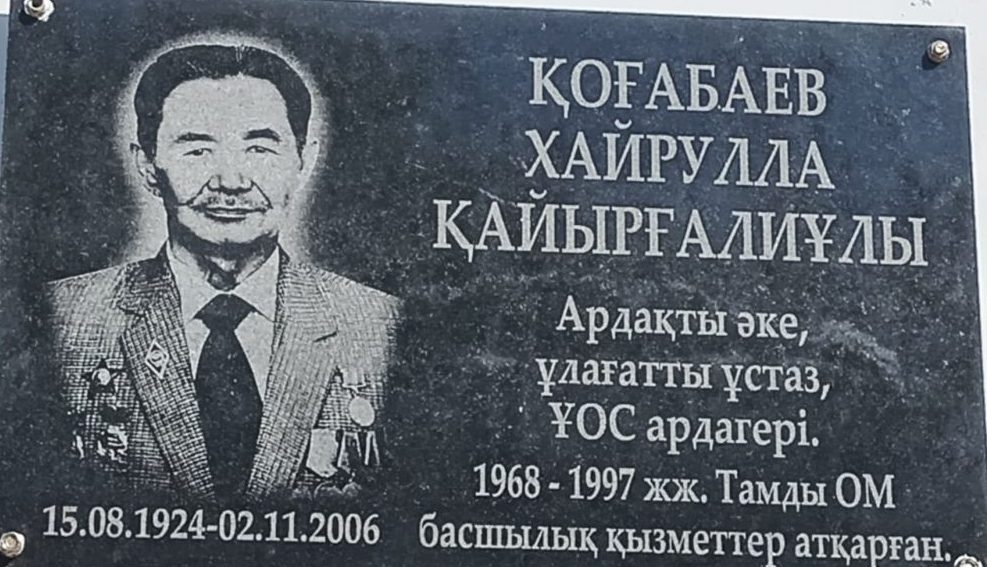 ҚОҒАБАЕВ
ХАЙРУЛЛА
ҚАЙЫРҒАЛИҰЛЫ
Ардақты әке,
ұлағатты ұстаз,
ҰОС ардагері.
1968 - 1997 жж. Тамды ОМ
басшылық қызметтер атқарған.
15.08.1924-02.11.2006